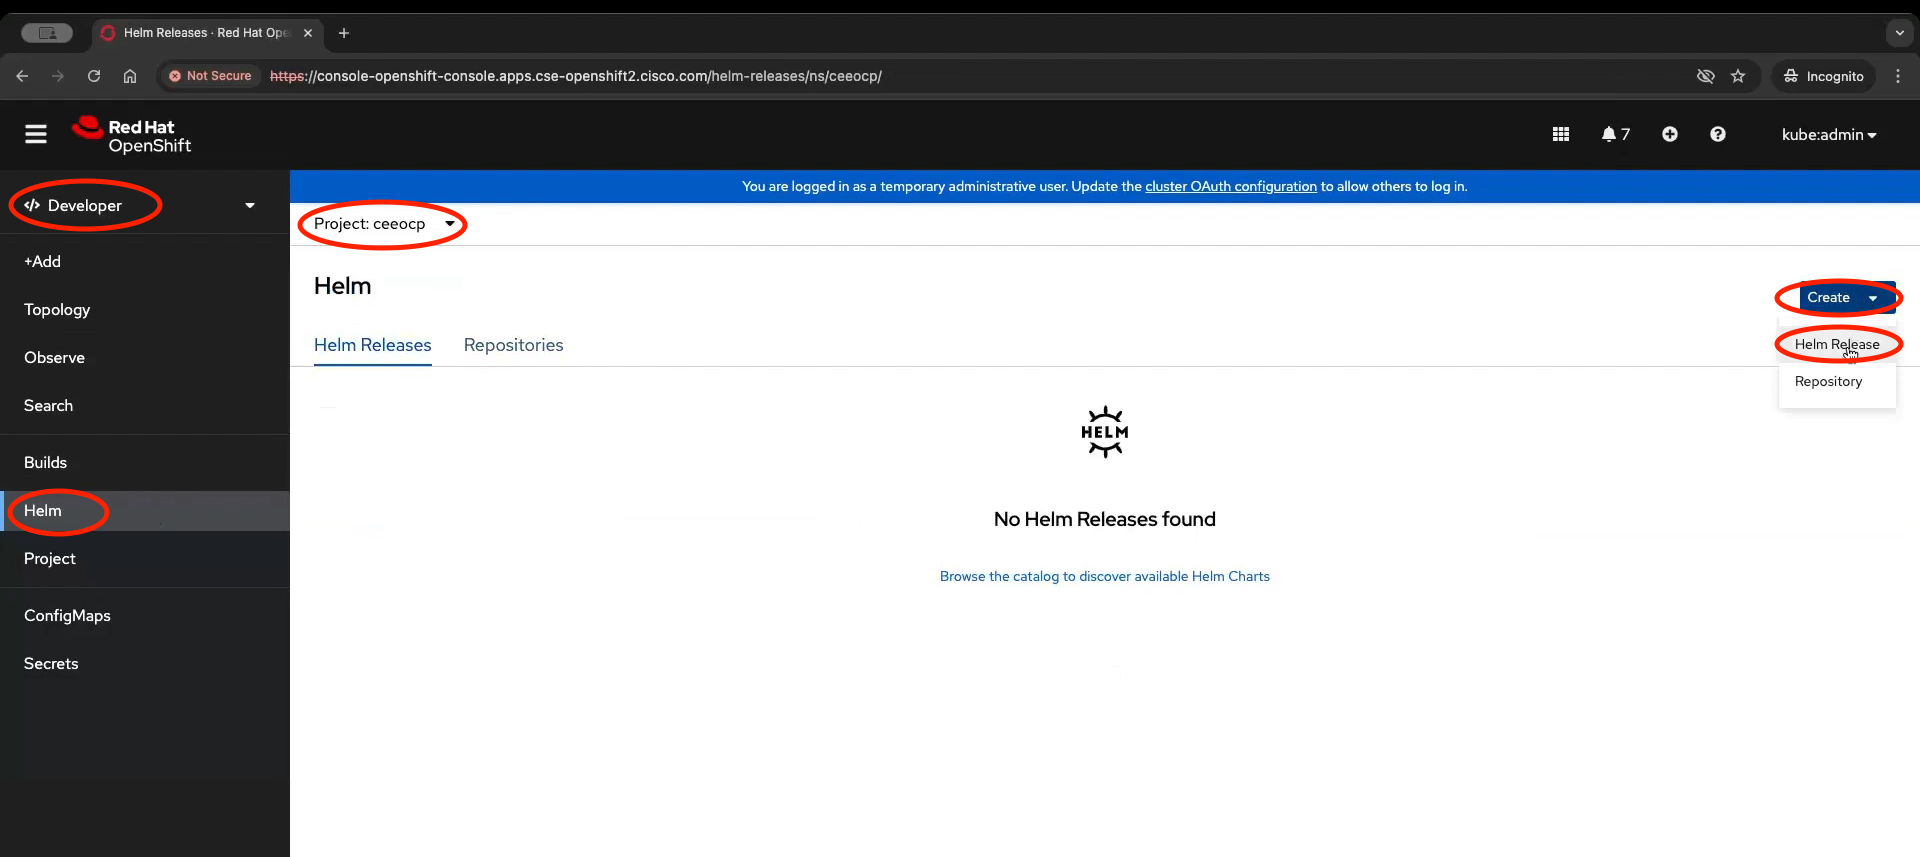 Helm Releases · Red Hat Ope
Not Secure https://console-openshift-console.apps.cse-openshift2.cisco.com/helm-releases/ns/ceeocp/ Incognito
Red Hat
OpenShift
7 kube:admin
Developer
You are logged in as a temporary administrative user. Update the cluster OAuth configuration to allow others to log in.
Project: ceeocp
+Add
Helm
Create
Topology
Helm Releases Repositories
Helm Release
Observe
Repository
Search
HELM
Builds
Helm
No Helm Releases found
Project
Browse the catalog to discover available Helm Charts
ConfigMaps
Secrets